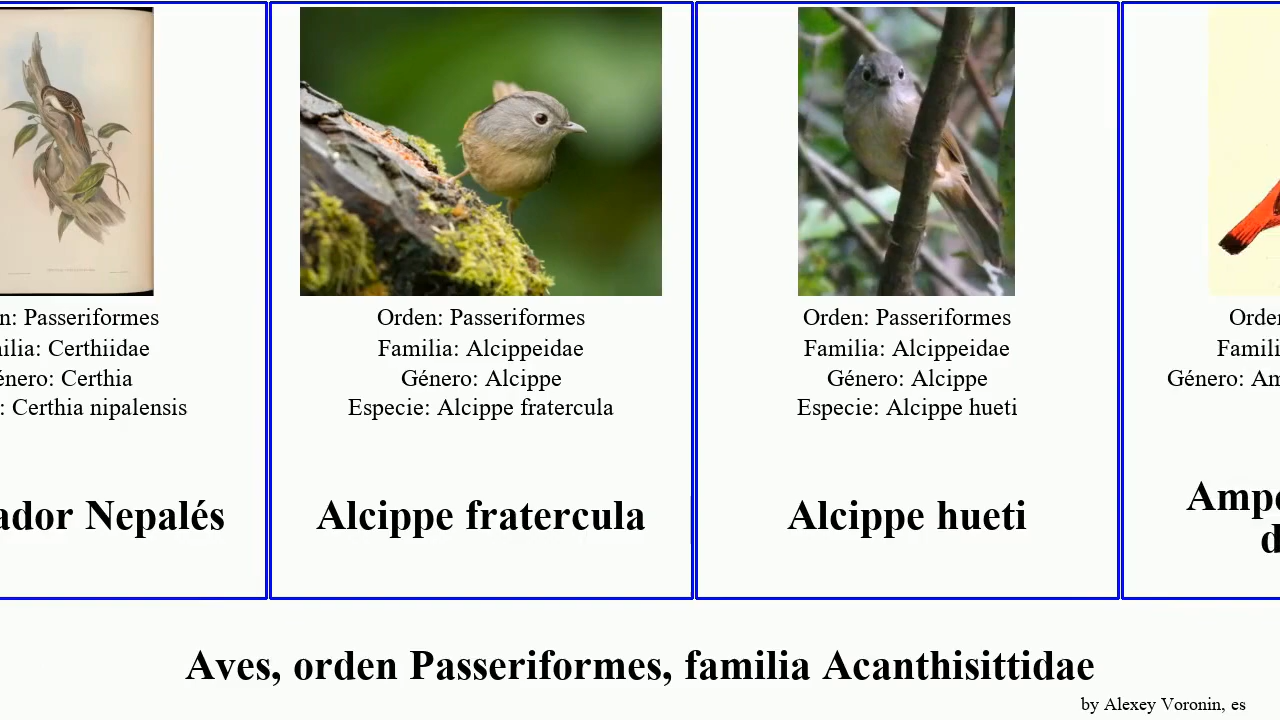 n: Passeriformes
ilia: Certhiidae
énero: Certhia
: Certhia nipalensis
ador Nepalés
Orden: Passeriformes
Familia: Alcippeidae
Género: Alcippe
Especie: Alcippe fratercula
Alcippe fratercula
Orden: Passeriformes
Familia: Alcippeidae
Género: Alcippe
Especie: Alcippe hueti
Alcippe hueti
Orde
Famili
Género: Am
Ampe
d
Aves, orden Passeriformes, familia Acanthisittidae
by Alexey Voronin, es